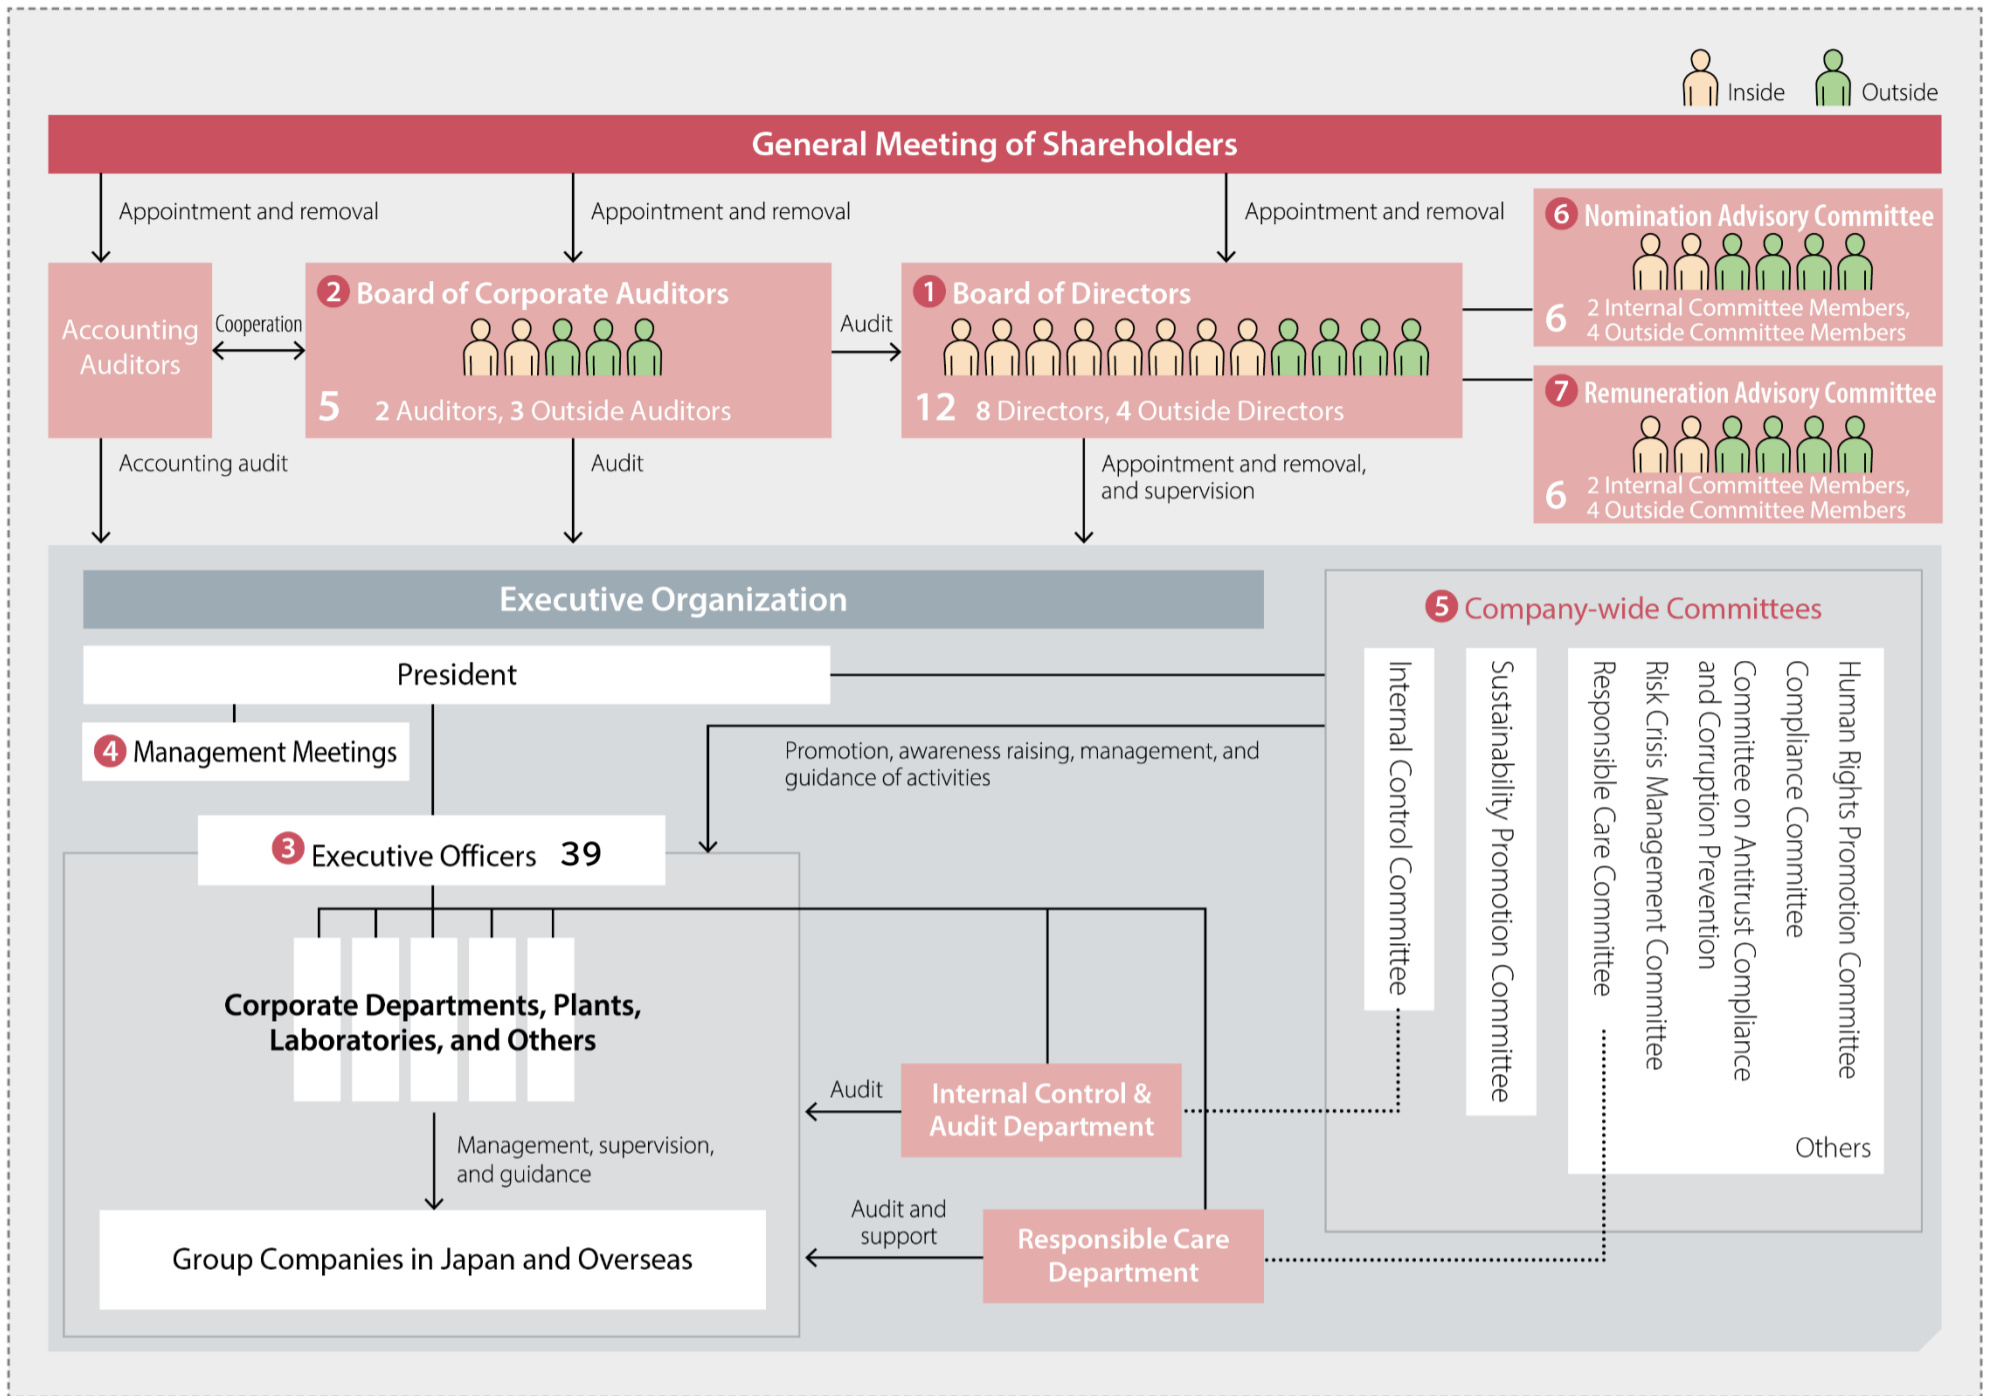 Inside
Outside
General Meeting of Shareholders
Appointment and removal
Appointment and removal
Appointment and removal
Accounting
Auditors
Cooperation
2 Board of Corporate Auditors
5 2 Auditors, 3 Outside Auditors
Audit
1 Board of Directors
12 8 Directors, 4 Outside Directors
6 Nomination Advisory Committee
6 2 Internal Committee Members,
4 Outside Committee Members
7 Remuneration Advisory Committee
6 2 Internal Committee Members,
4 Outside Committee Members
Accounting audit
Audit
Appointment and removal,
and supervision
Executive Organization
President
4 Management Meetings
Promotion, awareness raising, management, and
guidance of activities
3 Executive Officers 39
Corporate Departments, Plants,
Laboratories, and Others
Management, supervision,
and guidance
Group Companies in Japan and Overseas
Audit
Internal Control &
Audit Department
Audit and
support
Responsible Care
Department
5 Company-wide Committees
Internal Control Committee
Sustainability Promotion Committee
Responsible Care Committee
Risk Crisis Management Committee
Committee on Antitrust Compliance
and Corruption Prevention
Compliance Committee
Human Rights Promotion Committee
Others